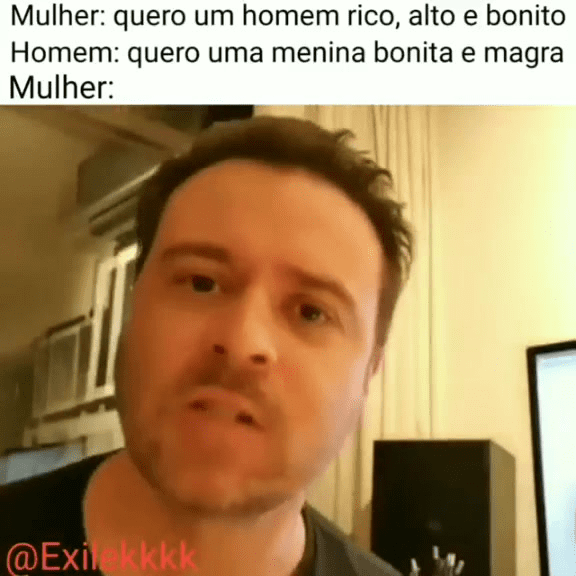 Mulher: quero um homem rico, alto e bonito
Homem: quero uma menina bonita e magra
Mulher:
@Exilekkkk